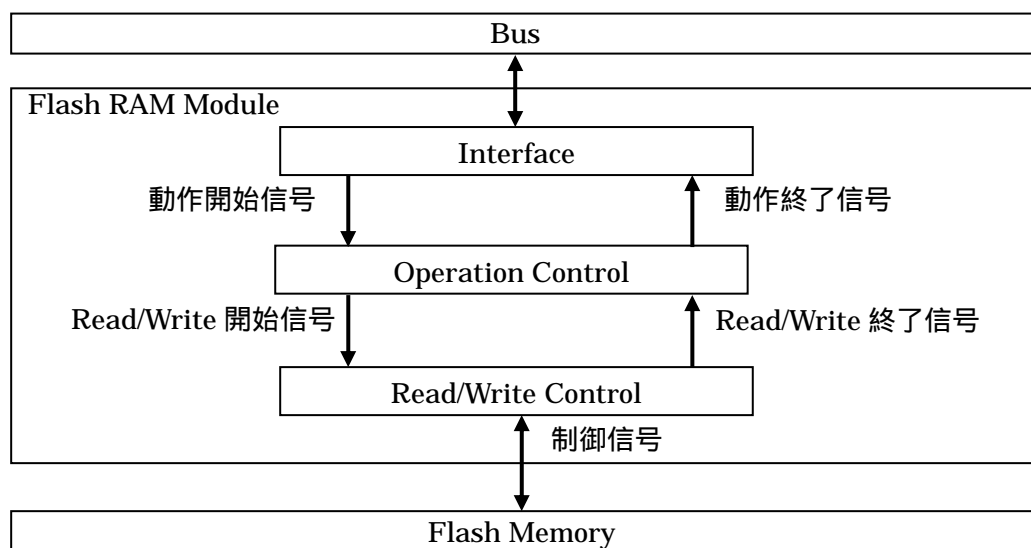 Bus
Flash RAM Module
Interface
動作開始信号
動作終了信号
Operation Control
Read/Write 開始信号
Read/Write 終了信号
Read/Write Control
制御信号
Flash Memory